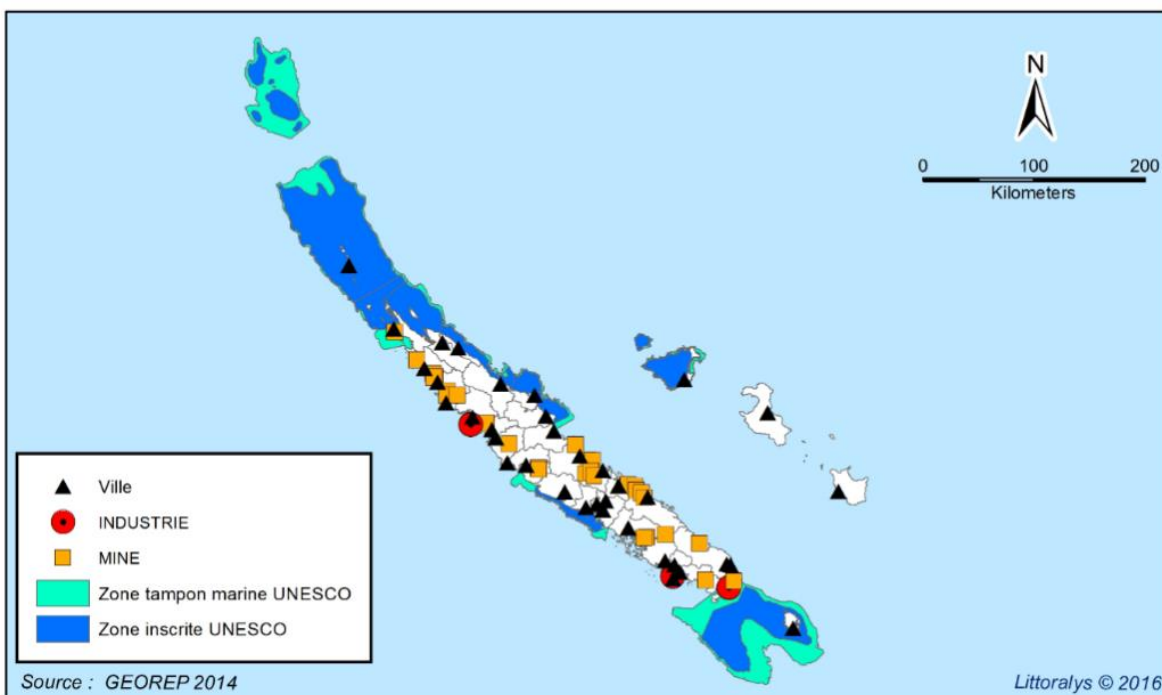 N
0 100 200
Kilometers
Ville
INDUSTRIE
MINE
Zone tampon marine UNESCO
Zone inscrite UNESCO
Source : GEOREP 2014
Littoralys © 2016